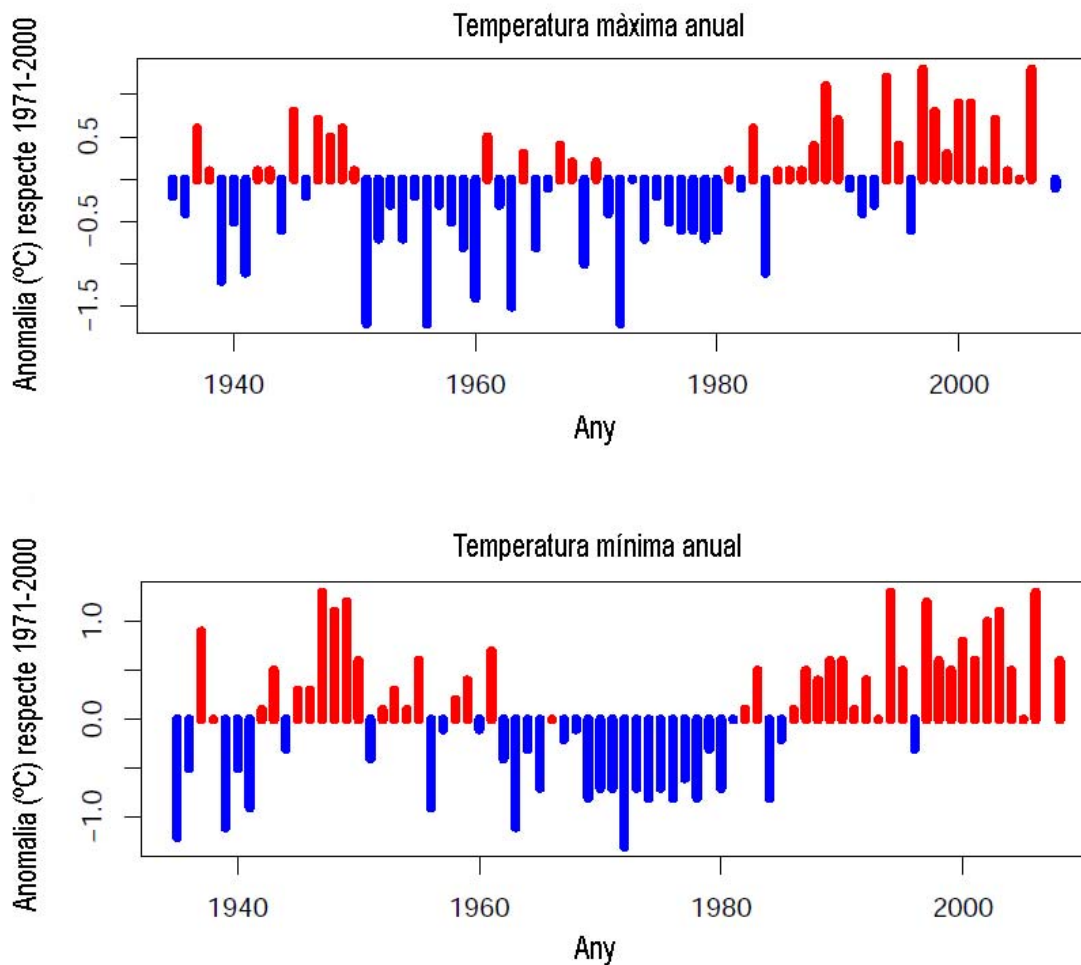 Temperatura màxima anual
Anomalia (ºC) respecte 1971-2000
0.5
−0.5
−1.5
1940 1960 1980 2000
Any
Temperatura mínima anual
Anomalia (ºC) respecte 1971-2000
1.0
0.0
−1.0
1940 1960 1980 2000
Any